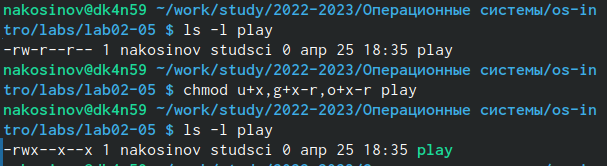 nakosinov@dk4n59 ~/work/study/2022-2023/Операционные системы/os-in
tro/labs/lab02-05 $ ls -l play
-rw-r--r-- 1 nakosinov studsci 0 апр 25 18:35 play
nakosinov@dk4n59 ~/work/study/2022-2023/Операционные системы/os-in
tro/labs/lab02-05 $ chmod u+x,g+x-r,o+x-r play
nakosinov@dk4n59 ~/work/study/2022-2023/Операционные системы/os-in
tro/labs/lab02-05 $ ls -l play
-rwx--x--x 1 nakosinov studsci 0 апр 25 18:35 play